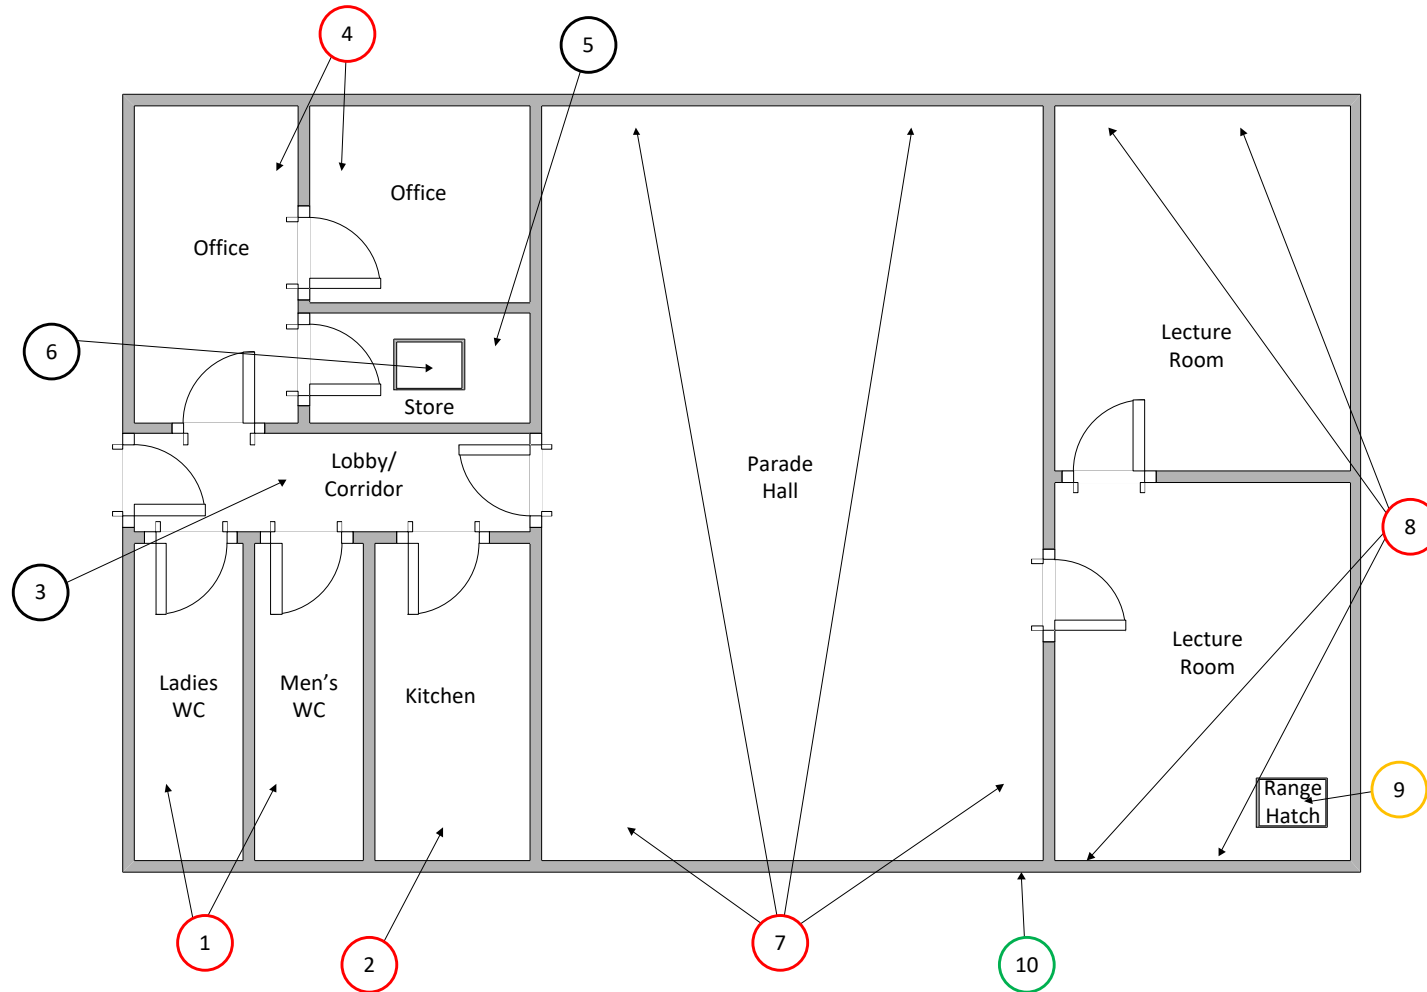 4
5
Office
Office
6
Store
Lecture
Room
Lobby/
Corridor
Parade
Hall
8
3
Lecture
Room
Ladies
WC
Men’s
WC
Kitchen
Range
Hatch
9
1
2
7
10